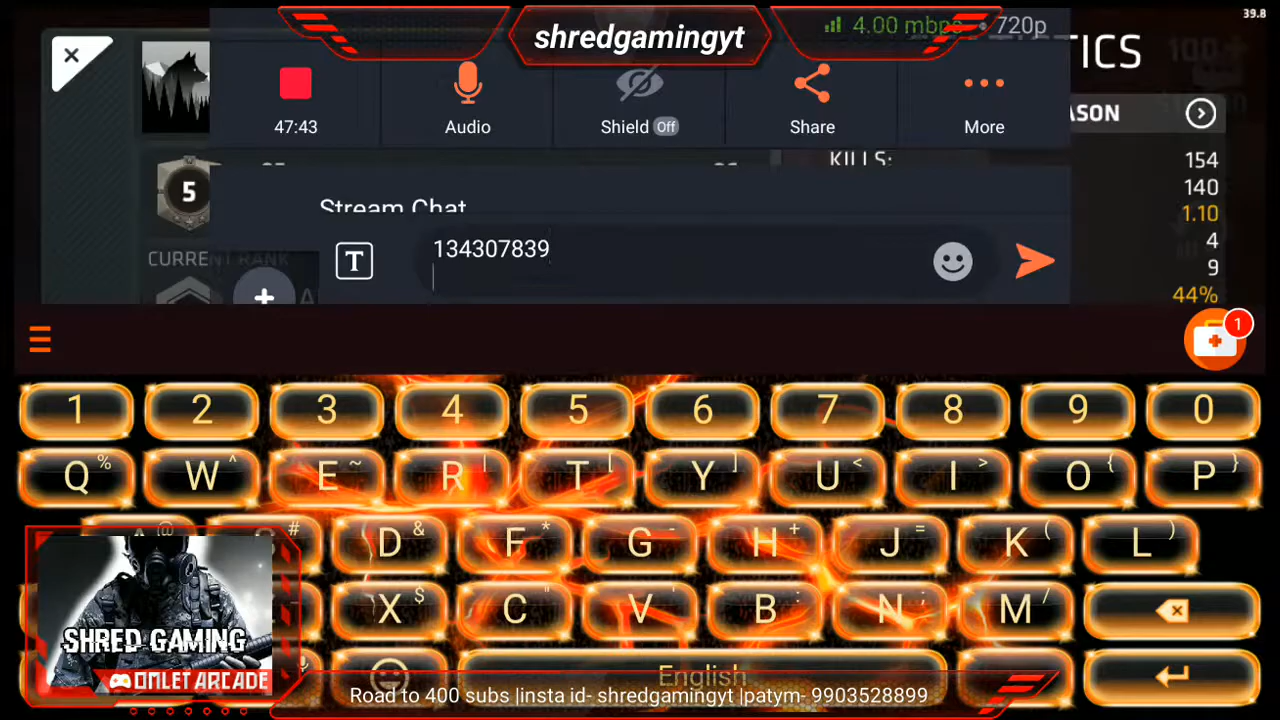 39.8
shredgamingyt
4.00 mbps • 720p
TICS
100+
47:43
Audio
Shield Off
Share
More
ASON
KILLS:
154
140
1.10
4
9
44%
5
CURRENT RANK
Stream Chat
T
134307839
1
1 2 3 4 5 6 7 8 9 0
Q % W ^ E ~ R | T [ Y ] U < I > O { P }
@ # D & F * G - H + J = K ( L )
X $ C " V ' B : N ; M /
English
SHRED GAMING
OMLET ARCADE
Road to 400 subs |insta id- shredgamingyt |patym- 9903528899